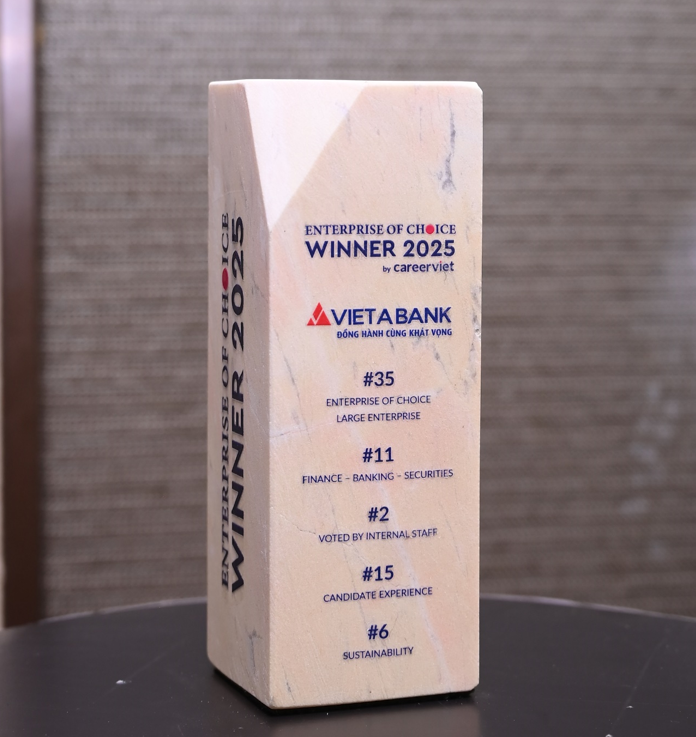 ENTERPRISE OF CHOICE
WINNER 2025
ENTERPRISE OF CHOICE
WINNER 2025
by careerviet
VIETABANK
ĐỒNG HÀNH CÙNG KHÁT VỌNG
#35
ENTERPRISE OF CHOICE
LARGE ENTERPRISE
#11
FINANCE – BANKING – SECURITIES
#2
VOTED BY INTERNAL STAFF
#15
CANDIDATE EXPERIENCE
#6
SUSTAINABILITY